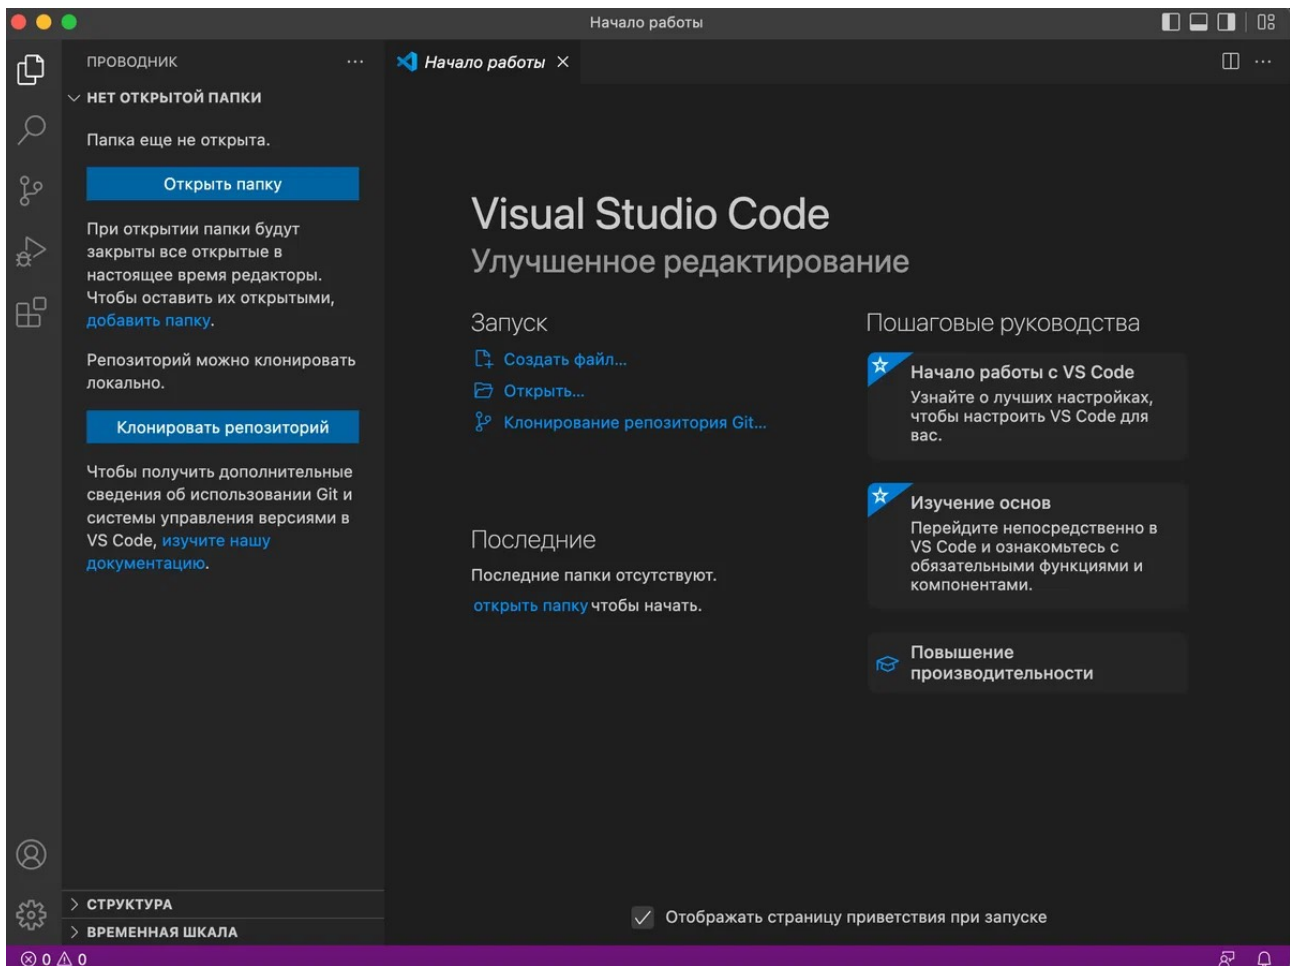 Начало работы
ПРОВОДНИК
Начало работы
НЕТ ОТКРЫТОЙ ПАПКИ
Папка еще не открыта.
Открыть папку
При открытии папки будут
закрыты все открытые в
настоящее время редакторы.
Чтобы оставить их открытыми,
добавить папку.
Репозиторий можно клонировать
локально.
Клонировать репозиторий
Чтобы получить дополнительные
сведения об использовании Git и
системы управления версиями в
VS Code, изучите нашу
документацию.
СТРУКТУРА
ВРЕМЕННАЯ ШКАЛА
Visual Studio Code
Улучшенное редактирование
Запуск
Создать файл...
Открыть...
Клонирование репозитория Git...
Последние
Последние папки отсутствуют.
открыть папку чтобы начать.
Пошаговые руководства
Начало работы с VS Code
Узнайте о лучших настройках,
чтобы настроить VS Code для
вас.
Изучение основ
Перейдите непосредственно в
VS Code и ознакомьтесь с
обязательными функциями и
компонентами.
Повышение
производительности
Отображать страницу приветствия при запуске
0 0